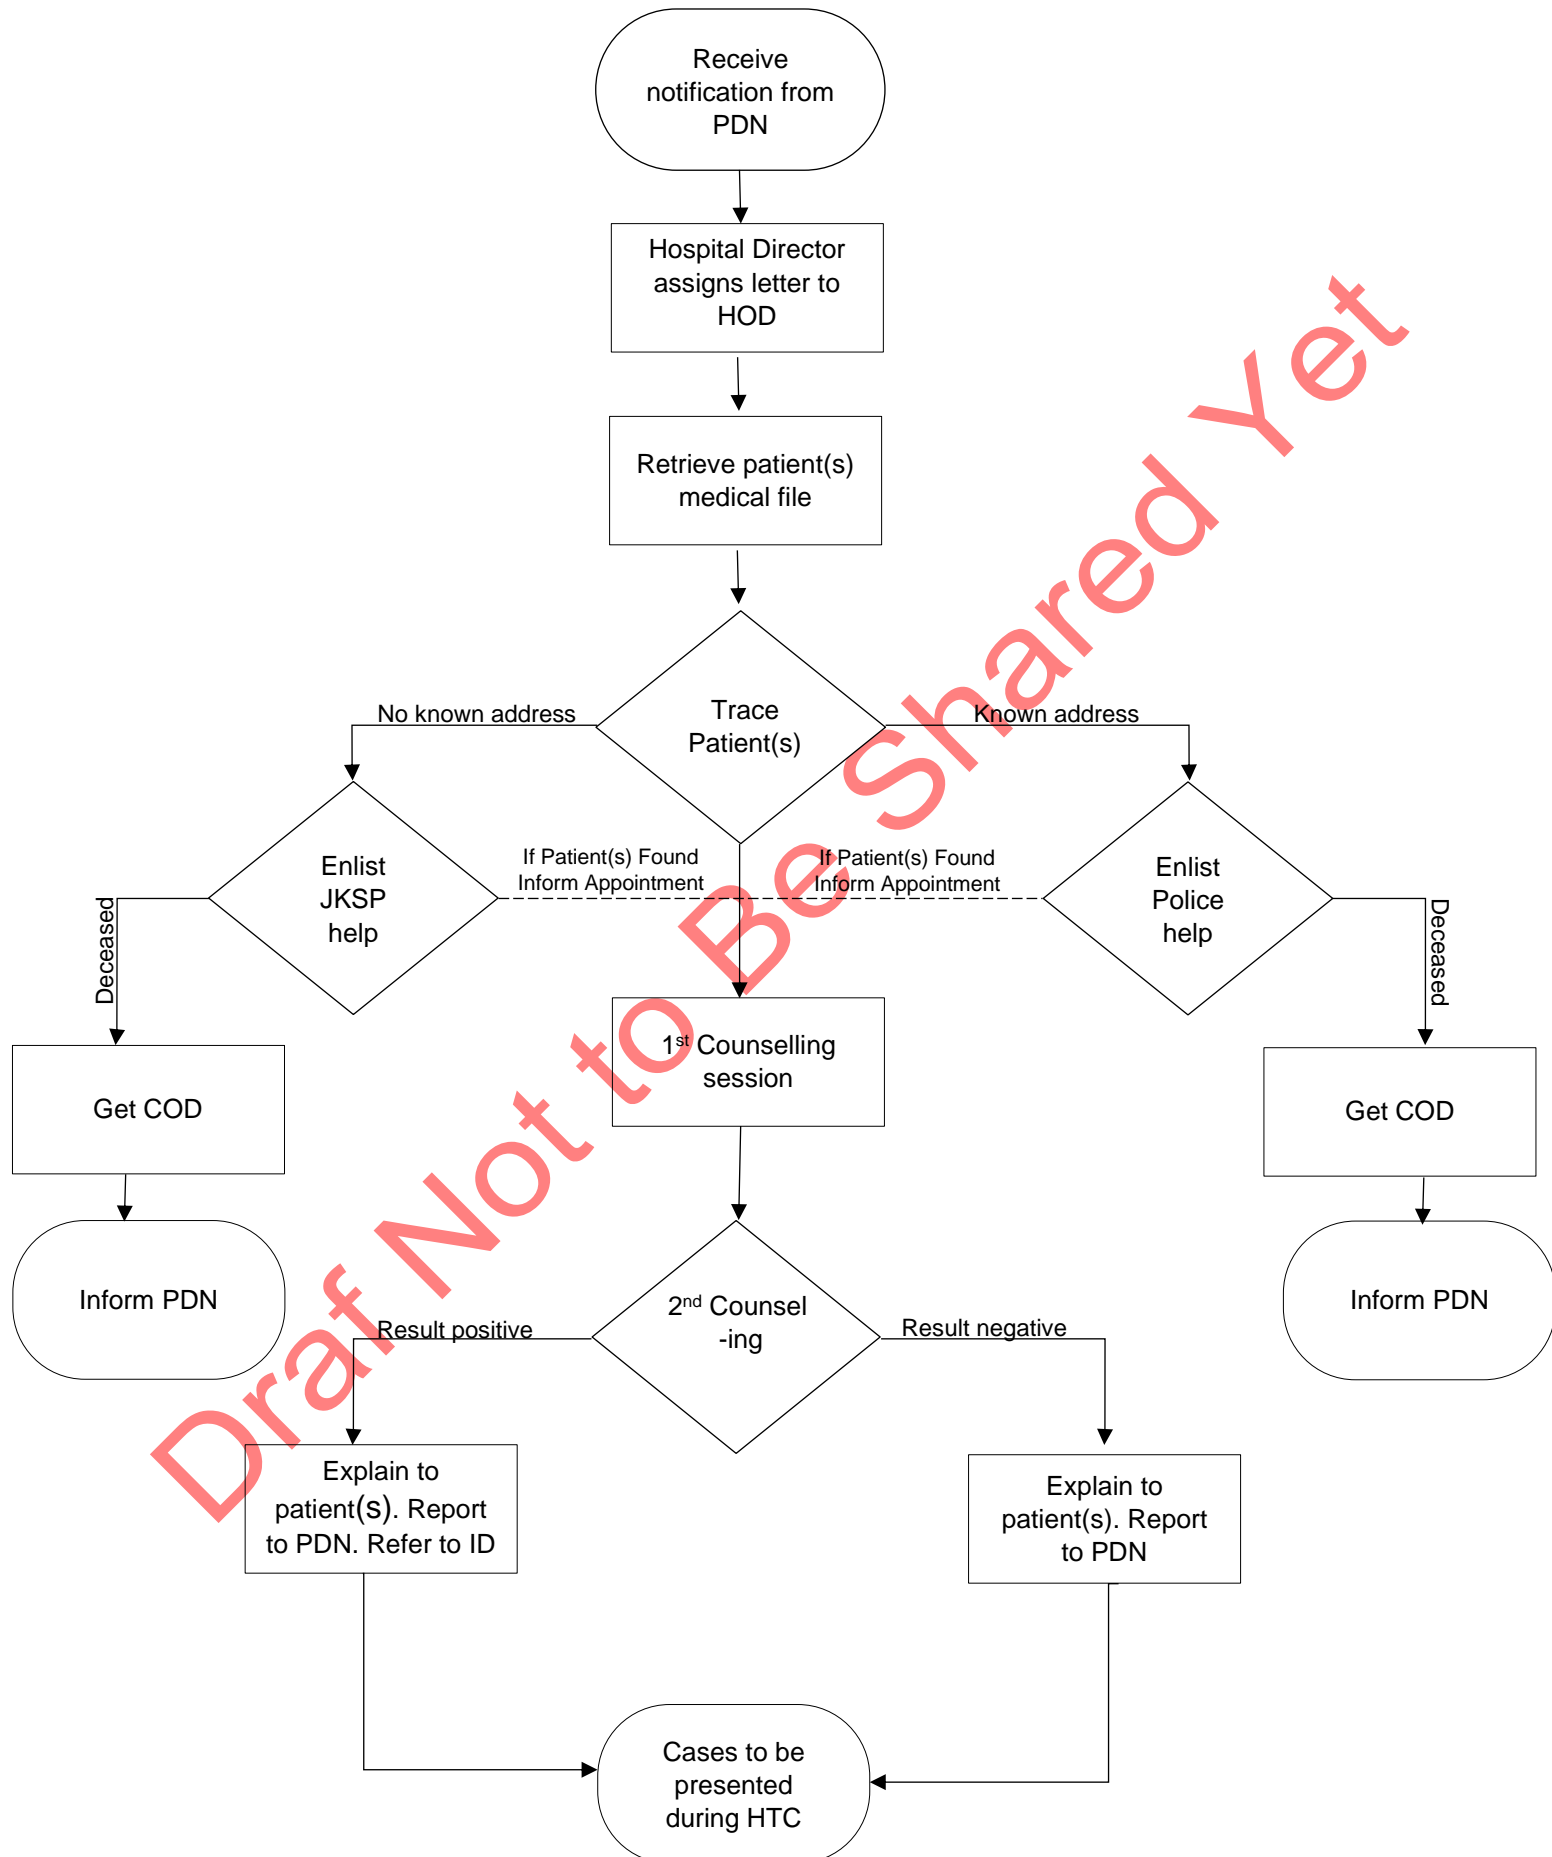 Receive
notification from
PDN
Hospital Director
assigns letter to
HOD
Retrieve patient(s)
medical file
Trace
Patient(s)
No known address
Known address
Enlist
JKSP
help
If Patient(s) Found
Inform Appointment
If Patient(s) Found
Inform Appointment
Enlist
Police
help
Deceased
Deceased
1st Counselling
session
Get COD
Get COD
Inform PDN
Inform PDN
2nd Counsel
-ing
Result positive
Result negative
Explain to
patient(s). Report
to PDN. Refer to ID
Explain to
patient(s). Report
to PDN
Cases to be
presented
during HTC
Draf Not to Be Shared Yet